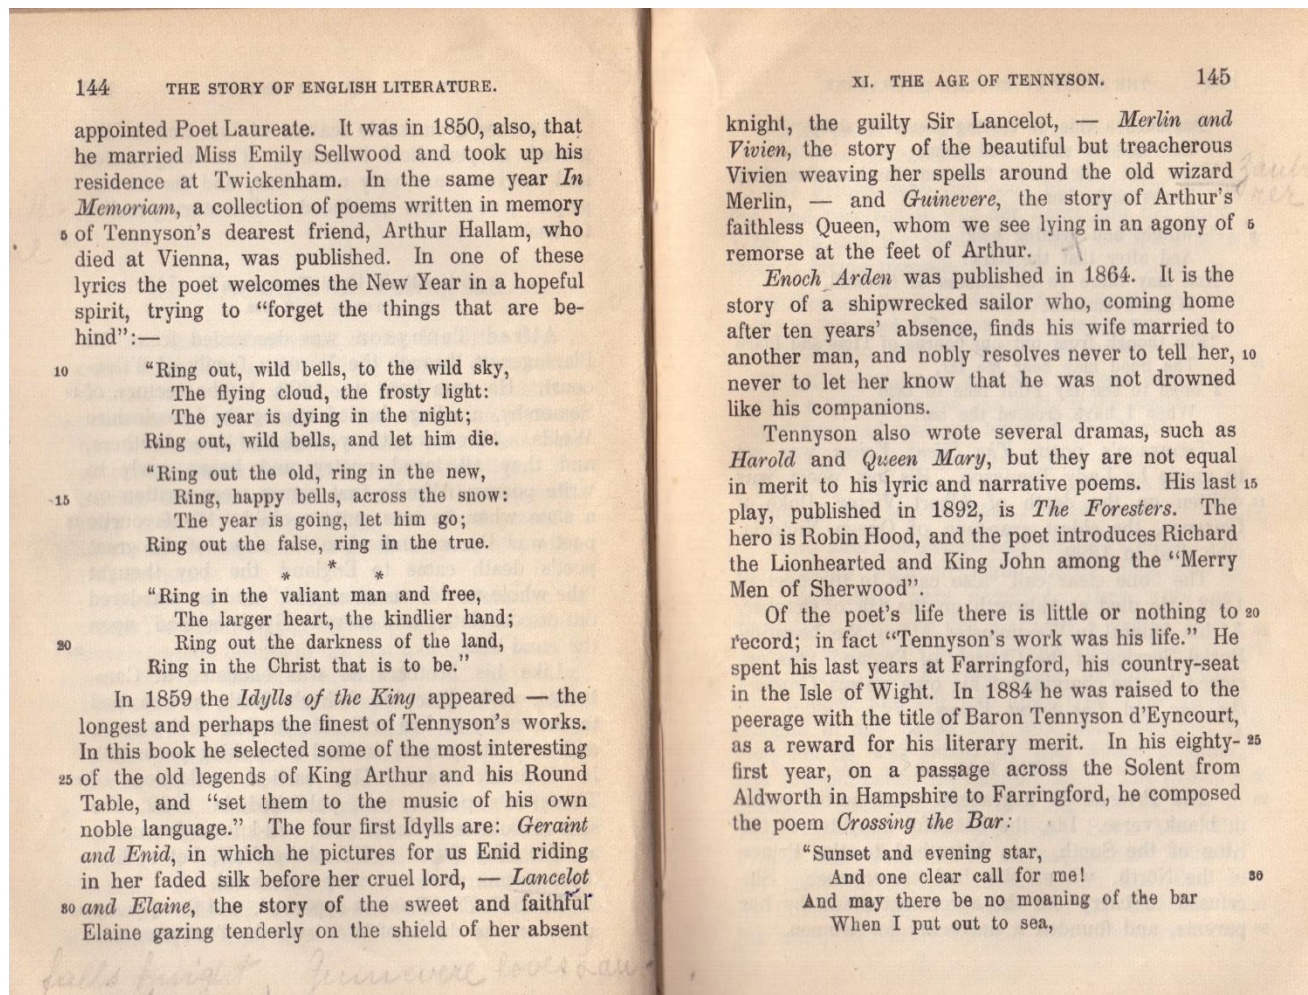 144 THE STORY OF ENGLISH LITERATURE.
appointed Poet Laureate. It was in 1850, also, that
he married Miss Emily Sellwood and took up his
residence at Twickenham. In the same year In
Memoriam, a collection of poems written in memory
5 of Tennyson's dearest friend, Arthur Hallam, who
died at Vienna, was published. In one of these
lyrics the poet welcomes the New Year in a hopeful
spirit, trying to "forget the things that are be-
hind":—
10 "Ring out, wild bells, to the wild sky,
The flying cloud, the frosty light:
The year is dying in the night;
Ring out, wild bells, and let him die.
"Ring out the old, ring in the new,
15 Ring, happy bells, across the snow:
The year is going, let him go;
Ring out the false, ring in the true.
* * *
"Ring in the valiant man and free,
The larger heart, the kindlier hand;
20 Ring out the darkness of the land,
Ring in the Christ that is to be."
In 1859 the Idylls of the King appeared — the
longest and perhaps the finest of Tennyson's works.
In this book he selected some of the most interesting
25 of the old legends of King Arthur and his Round
Table, and "set them to the music of his own
noble language." The four first Idylls are: Geraint
and Enid, in which he pictures for us Enid riding
in her faded silk before her cruel lord, — Lancelot
30 and Elaine, the story of the sweet and faithful
Elaine gazing tenderly on the shield of her absent
falls knight, Guinevere loves Lan
XI. THE AGE OF TENNYSON. 145
knight, the guilty Sir Lancelot, — Merlin and
Vivien, the story of the beautiful but treacherous
Vivien weaving her spells around the old wizard
Merlin, — and Guinevere, the story of Arthur's
faithless Queen, whom we see lying in an agony of 5
remorse at the feet of Arthur.
Enoch Arden was published in 1864. It is the
story of a shipwrecked sailor who, coming home
after ten years' absence, finds his wife married to
another man, and nobly resolves never to tell her, 10
never to let her know that he was not drowned
like his companions.
Tennyson also wrote several dramas, such as
Harold and Queen Mary, but they are not equal
in merit to his lyric and narrative poems. His last 15
play, published in 1892, is The Foresters. The
hero is Robin Hood, and the poet introduces Richard
the Lionhearted and King John among the "Merry
Men of Sherwood".
Of the poet's life there is little or nothing to 20
record; in fact "Tennyson's work was his life." He
spent his last years at Farringford, his country-seat
in the Isle of Wight. In 1884 he was raised to the
peerage with the title of Baron Tennyson d'Eyncourt,
as a reward for his literary merit. In his eighty- 25
first year, on a passage across the Solent from
Aldworth in Hampshire to Farringford, he composed
the poem Crossing the Bar:
"Sunset and evening star,
And one clear call for me! 30
And may there be no moaning of the bar
When I put out to sea,